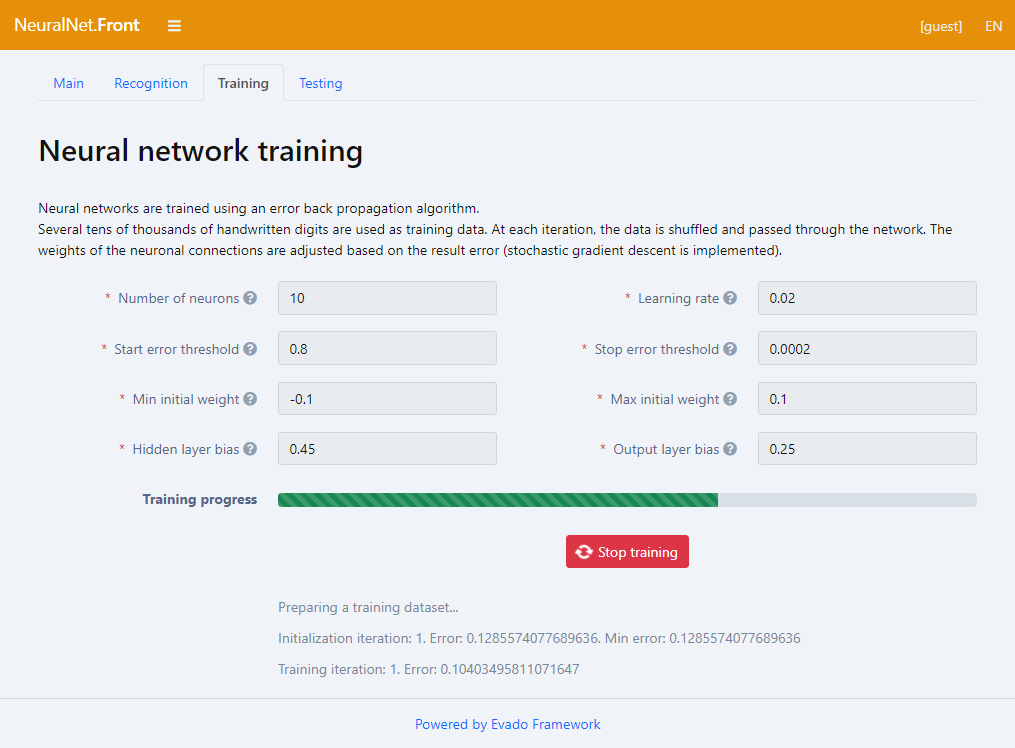 NeuralNet.Front [guest] EN
Main Recognition Training Testing
Neural network training
Neural networks are trained using an error back propagation algorithm.
Several tens of thousands of handwritten digits are used as training data. At each iteration, the data is shuffled and passed through the network. The
weights of the neuronal connections are adjusted based on the result error (stochastic gradient descent is implemented).
* Number of neurons ? 10 * Learning rate ? 0.02
* Start error threshold ? 0.8 * Stop error threshold ? 0.0002
* Min initial weight ? -0.1 * Max initial weight ? 0.1
* Hidden layer bias ? 0.45 * Output layer bias ? 0.25
Training progress
Stop training
Preparing a training dataset...
Initialization iteration: 1. Error: 0.1285574077689636. Min error: 0.1285574077689636
Training iteration: 1. Error: 0.10403495811071647
Powered by Evado Framework